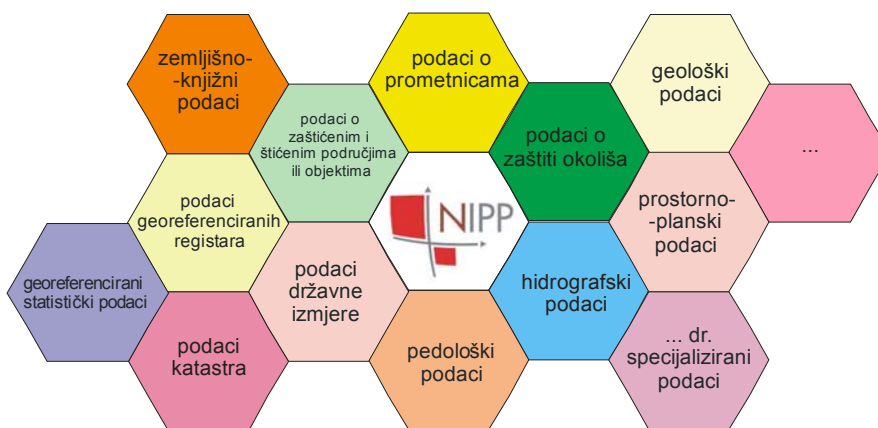 zemljišno-
-knjižni
podaci
podaci o
prometnicama
geološki
podaci
podaci o
zaštićenim i
štićenim područjima
ili objektima
podaci o
zaštiti okoliša
...
podaci
georeferenciranih
registara
NIPP
prostorno-
-planski
podaci
georeferencirani
statistički podaci
podaci
državne
izmjere
hidrografski
podaci
podaci
katastra
pedološki
podaci
... dr.
specijalizirani
podaci